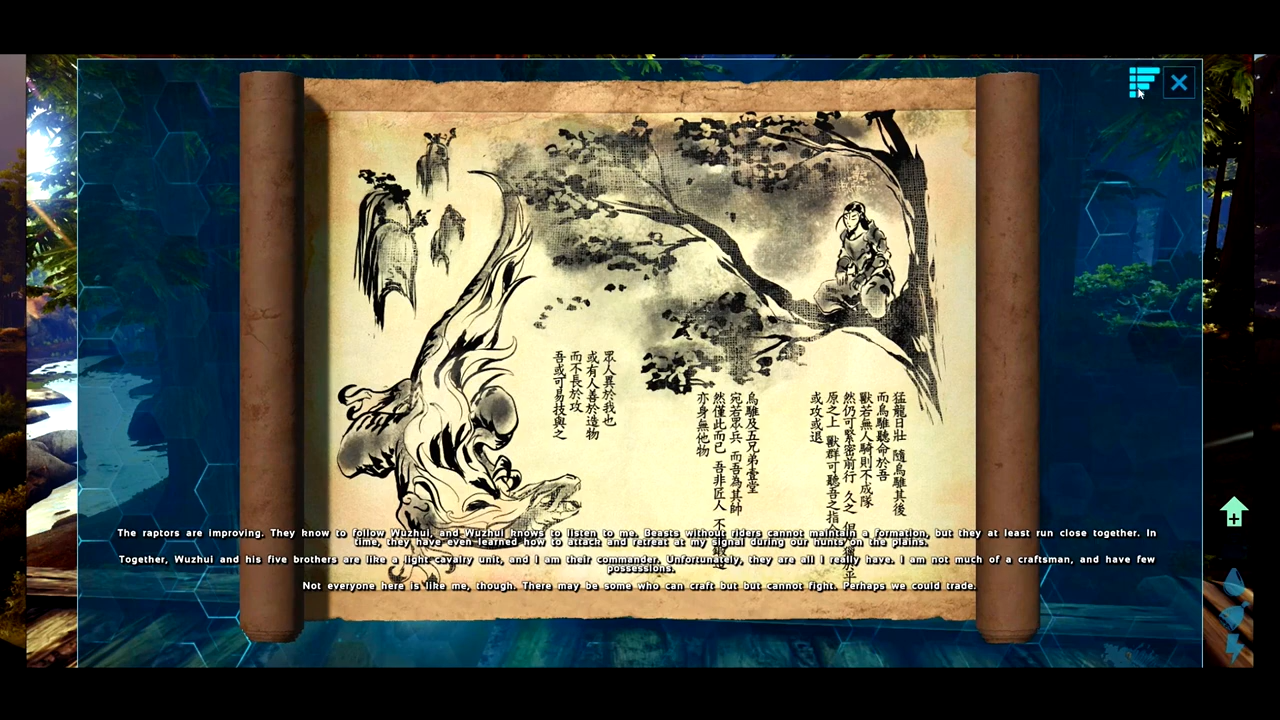 猛龍日壯 隨烏騅其後
而烏騅聽命於吾
獸若無人騎則不成隊
然仍可緊密前行 久之 但
原之上 獸群可聽吾之指
或攻或退
烏騅及五兄弟壹堂
宛若眾兵 而吾為其帥
然僅此而已 吾非匠人 不
亦身無他物
眾人異於我也
或有人善於造物
而不長於攻
吾或可易技與之
The raptors are improving. They know to follow Wuzhui, and Wuzhui knows to listen to me. Beasts without riders cannot maintain a formation, but they at least run close together. In
time, they have even learned how to attack and retreat at my signal during our hunts on the plains.
Together, Wuzhui and his five brothers are like a light cavalry unit, and I am their commander. Unfortunately, they are all I really have. I am not much of a craftsman, and have few
possessions.
Not everyone here is like me, though. There may be some who can craft but but cannot fight. Perhaps we could trade.